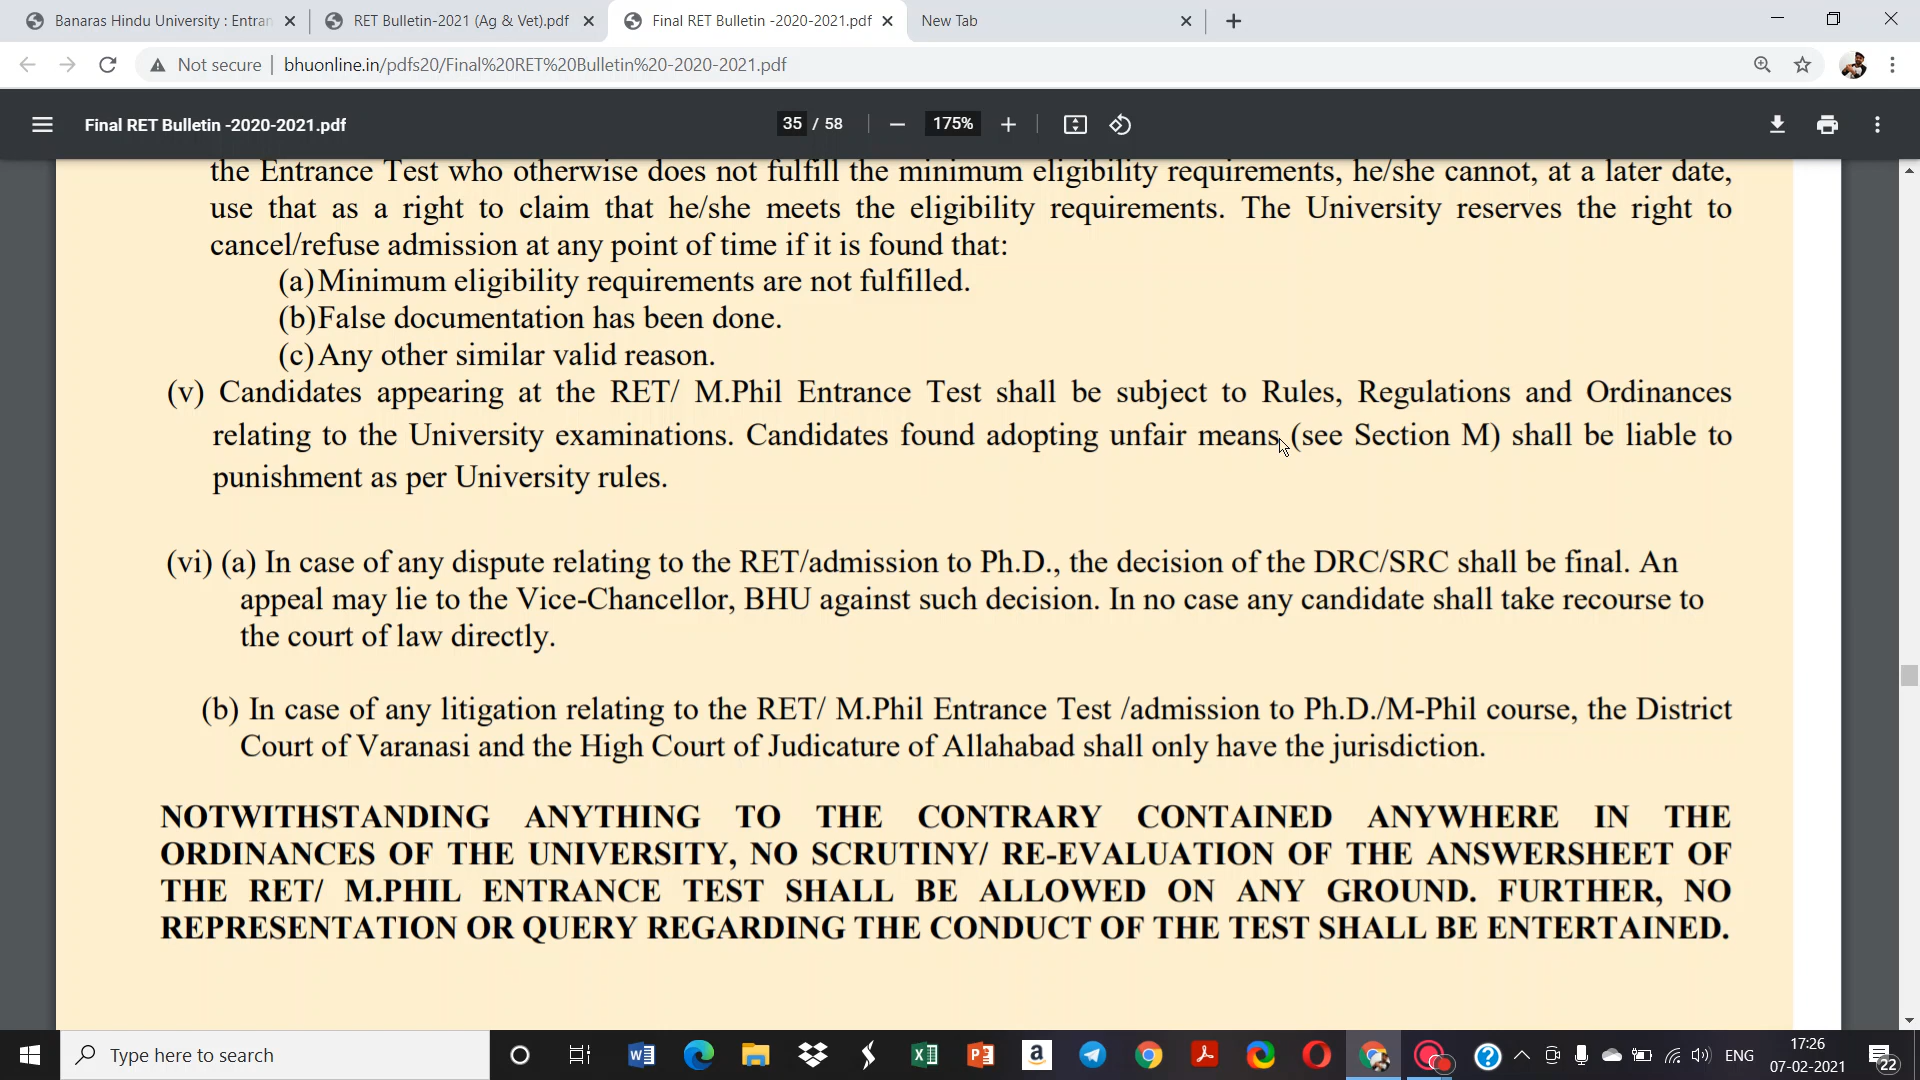 Banaras Hindu University : Entran
RET Bulletin-2021 (Ag & Vet).pdf
Final RET Bulletin -2020-2021.pdf
New Tab
Not secure
bhuonline.in/pdfs20/Final%20RET%20Bulletin%20-2020-2021.pdf
Final RET Bulletin -2020-2021.pdf
35 / 58
175%
the Entrance Test who otherwise does not fulfill the minimum eligibility requirements, he/she cannot, at a later date,
use that as a right to claim that he/she meets the eligibility requirements. The University reserves the right to
cancel/refuse admission at any point of time if it is found that:
(a) Minimum eligibility requirements are not fulfilled.
(b) False documentation has been done.
(c) Any other similar valid reason.
(v) Candidates appearing at the RET/ M.Phil Entrance Test shall be subject to Rules, Regulations and Ordinances
relating to the University examinations. Candidates found adopting unfair means (see Section M) shall be liable to
punishment as per University rules.
(vi) (a) In case of any dispute relating to the RET/admission to Ph.D., the decision of the DRC/SRC shall be final. An
appeal may lie to the Vice-Chancellor, BHU against such decision. In no case any candidate shall take recourse to
the court of law directly.
(b) In case of any litigation relating to the RET/ M.Phil Entrance Test /admission to Ph.D./M-Phil course, the District
Court of Varanasi and the High Court of Judicature of Allahabad shall only have the jurisdiction.
NOTWITHSTANDING ANYTHING TO THE CONTRARY CONTAINED ANYWHERE IN THE
ORDINANCES OF THE UNIVERSITY, NO SCRUTINY/ RE-EVALUATION OF THE ANSWERSHEET OF
THE RET/ M.PHIL ENTRANCE TEST SHALL BE ALLOWED ON ANY GROUND. FURTHER, NO
REPRESENTATION OR QUERY REGARDING THE CONDUCT OF THE TEST SHALL BE ENTERTAINED.
Type here to search
ENG
17:26
07-02-2021
22